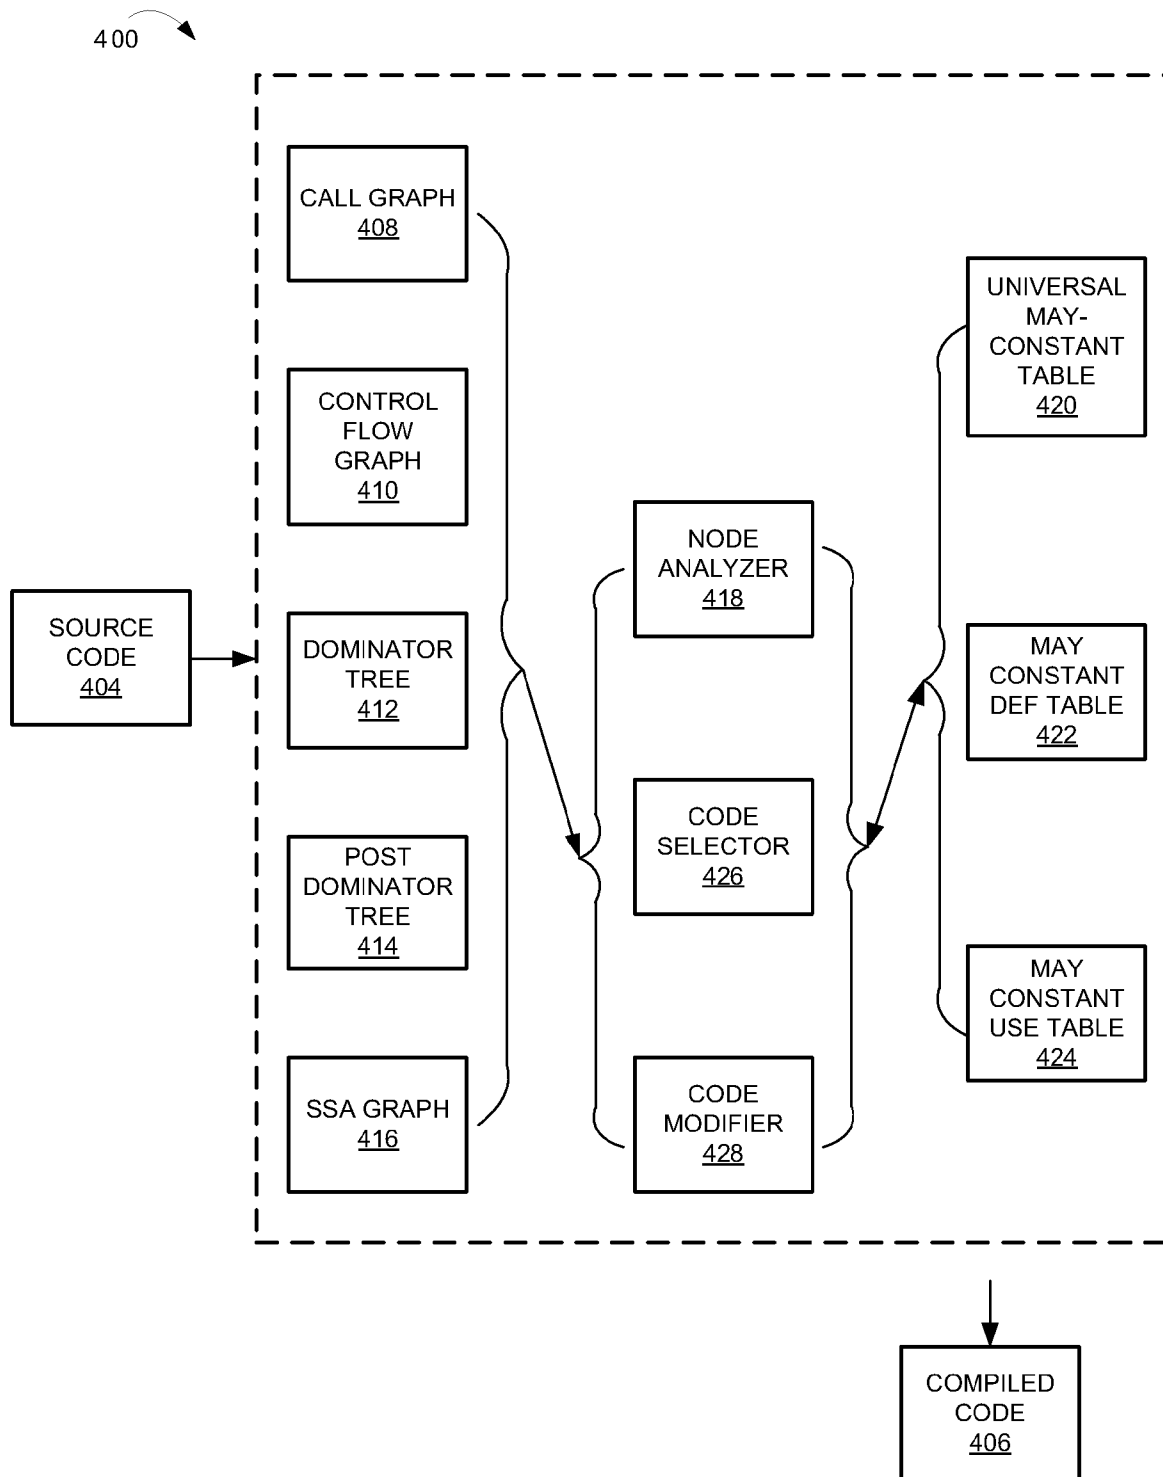 400
CALL GRAPH
408
CONTROL
FLOW
GRAPH
410
DOMINATOR
TREE
412
POST
DOMINATOR
TREE
414
SSA GRAPH
416
SOURCE
CODE
404
NODE
ANALYZER
418
CODE
SELECTOR
426
CODE
MODIFIER
428
UNIVERSAL
MAY-
CONSTANT
TABLE
420
MAY
CONSTANT
DEF TABLE
422
MAY
CONSTANT
USE TABLE
424
COMPILED
CODE
406